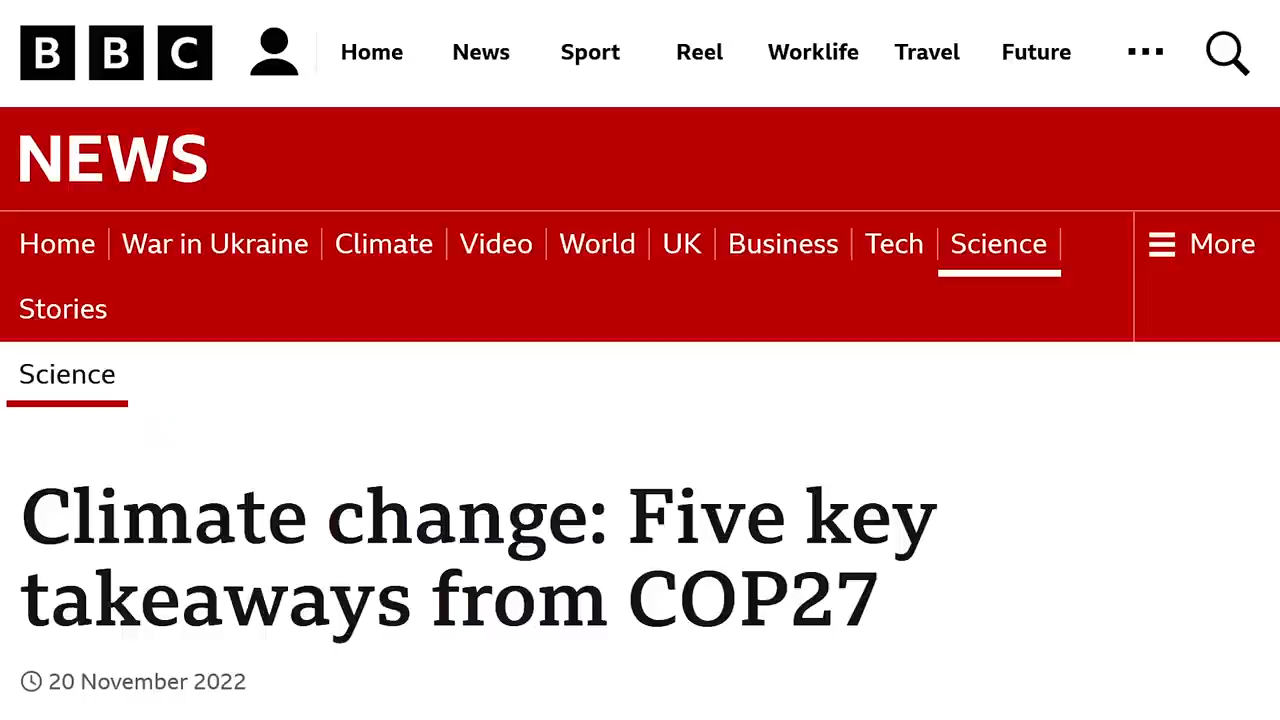 BBC Home News Sport Reel Worklife Travel Future
NEWS
Home War in Ukraine Climate Video World UK Business Tech Science More
Stories
Science
Climate change: Five key
takeaways from COP27
20 November 2022